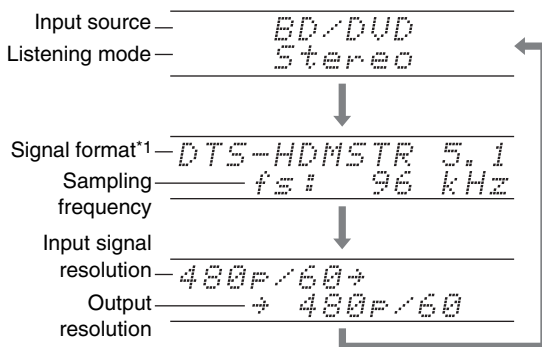 Input source
BD/DVD
Listening mode
Stereo
Signal format*1
DTS-HDMSTR 5.1
Sampling
frequency
fs: 96 kHz
Input signal
resolution
480p/60→
Output
resolution
→ 480p/60